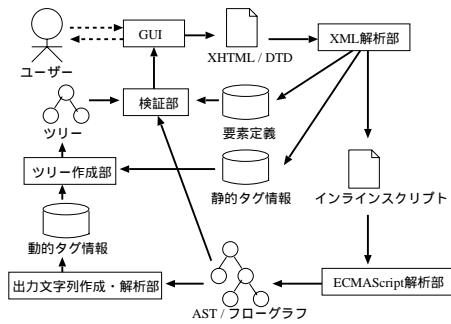 GUI
XML解析部
ユーザー
XHTML / DTD
検証部
ツリー
要素定義
ツリー作成部
静的タグ情報
インラインスクリプト
動的タグ情報
出力文字列作成・解析部
ECMAScript解析部
AST / フローグラフ